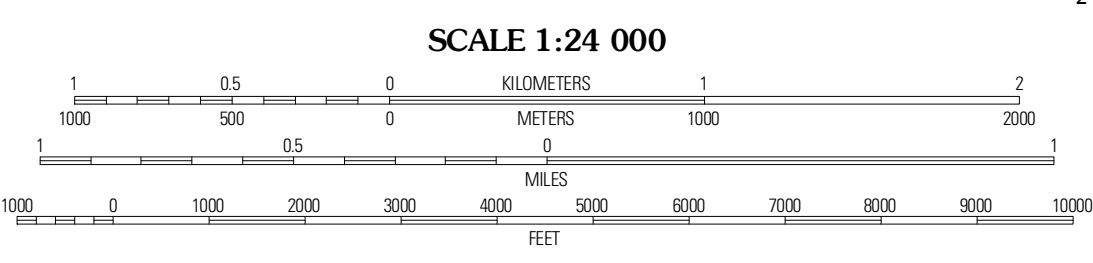 2
SCALE 1:24 000
1 0.5 0 KILOMETERS 1 2
1000 500 0 METERS 1000 2000
1 0.5 0 1
MILES
1000 0 1000 2000 3000 4000 5000 6000 7000 8000 9000 10000
FEET